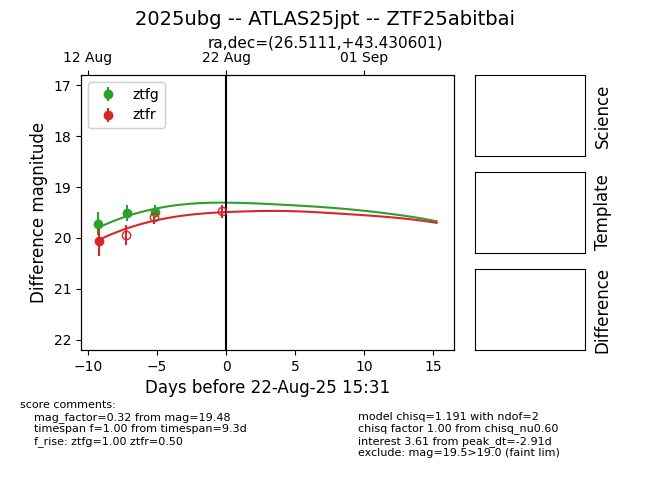 2025ubg -- ATLAS25jpt -- ZTF25abitbai
ra,dec=(26.5111,+43.430601)
12 Aug
22 Aug
01 Sep
ztfg
ztfr
17
18
19
20
21
22
Difference magnitude
−10
−5
0
5
10
15
Days before 22-Aug-25 15:31
Science
Template
Difference
score comments:
mag_factor=0.32 from mag=19.48
timespan f=1.00 from timespan=9.3d
f_rise: ztfg=1.00 ztfr=0.50
model chisq=1.191 with ndof=2
chisq factor 1.00 from chisq_nu0.60
interest 3.61 from peak_dt=-2.91d
exclude: mag=19.5>19.0 (faint lim)